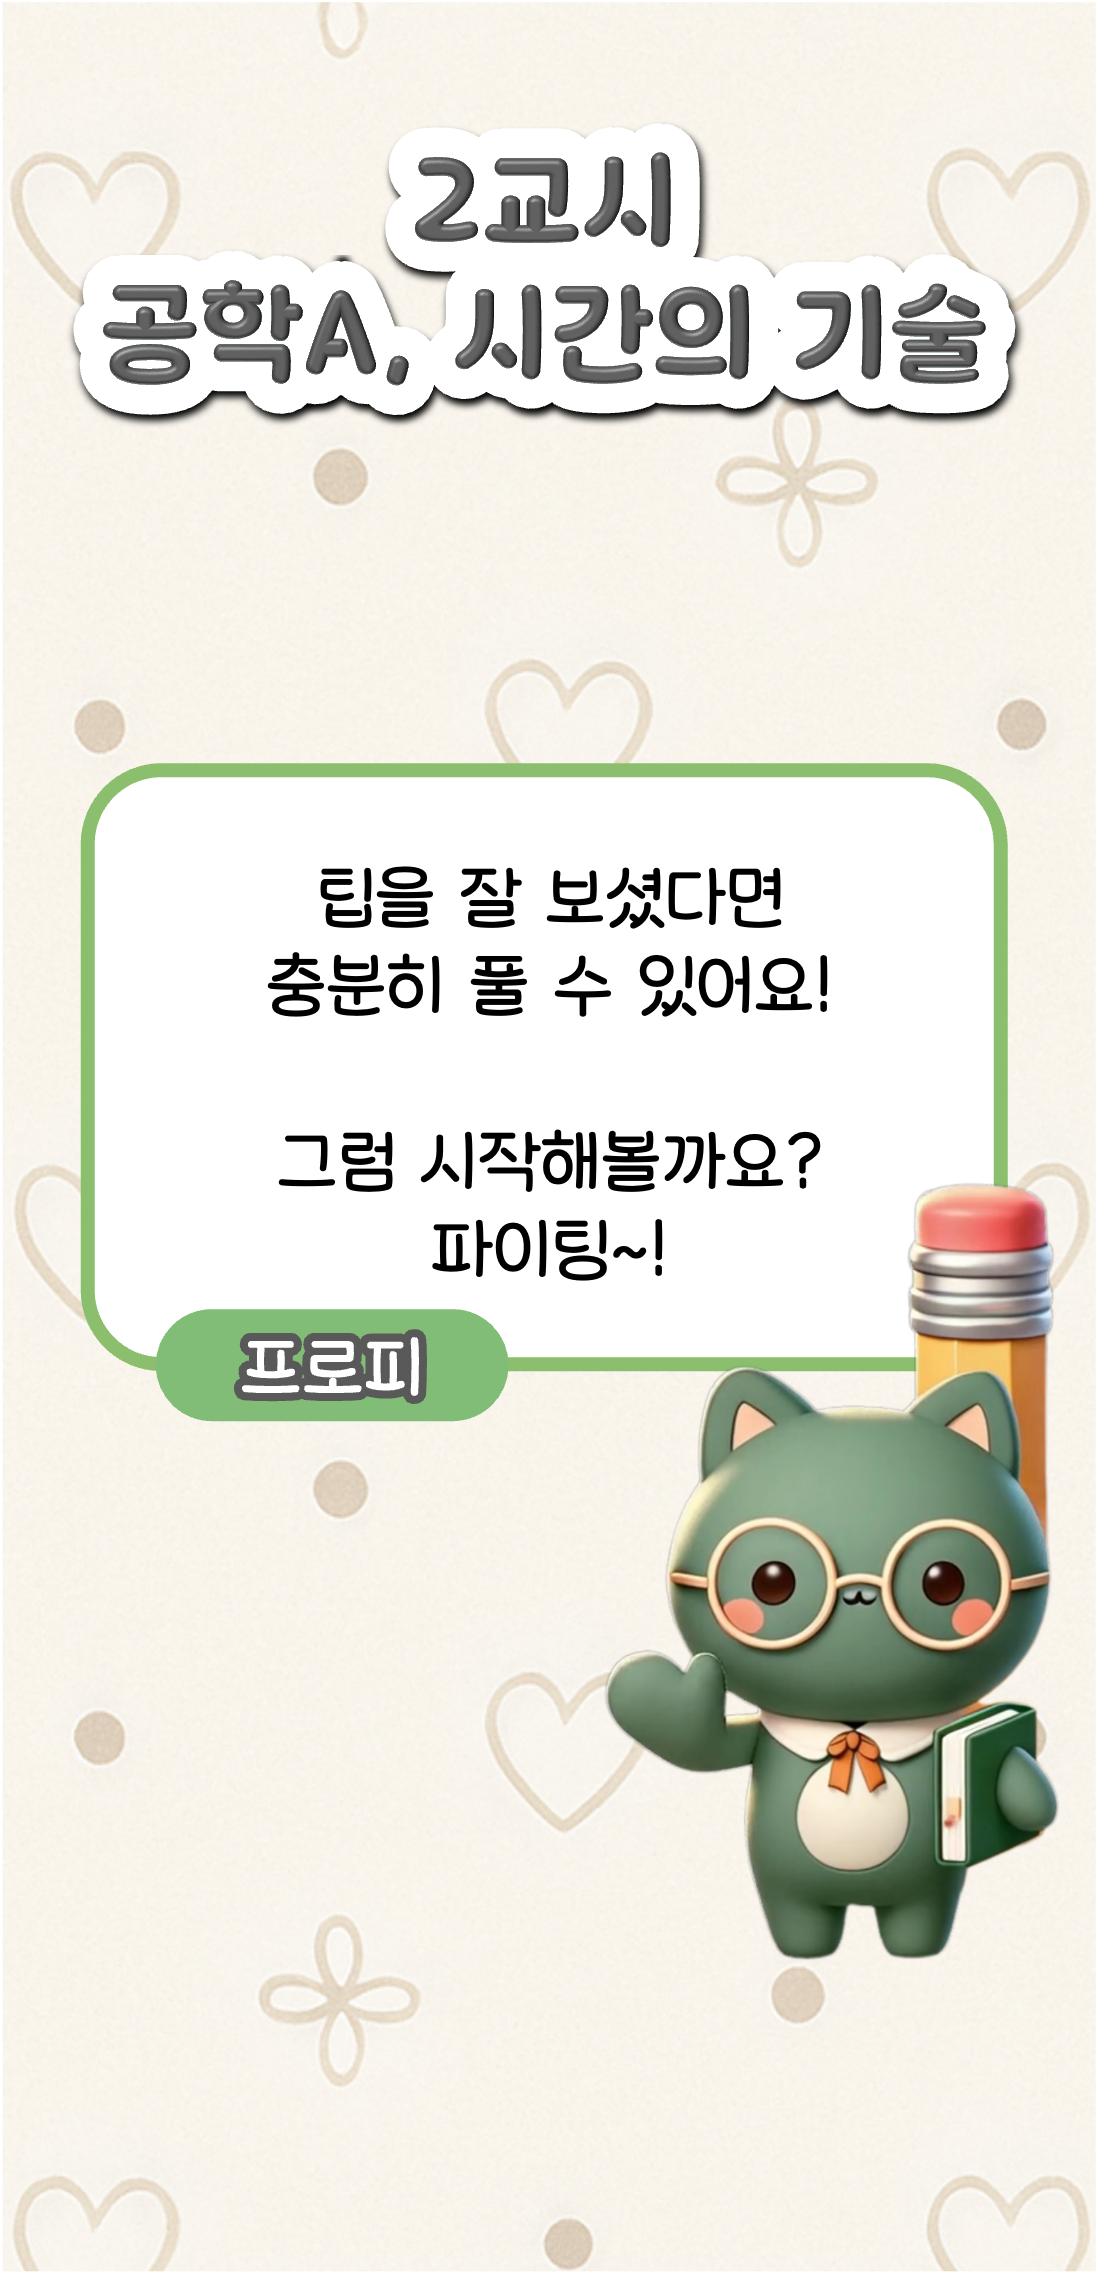 2교시
공학A, 시간의 기술
팁을 잘 보셨다면
충분히 풀 수 있어요!
그럼 시작해볼까요?
파이팅~!
프로피